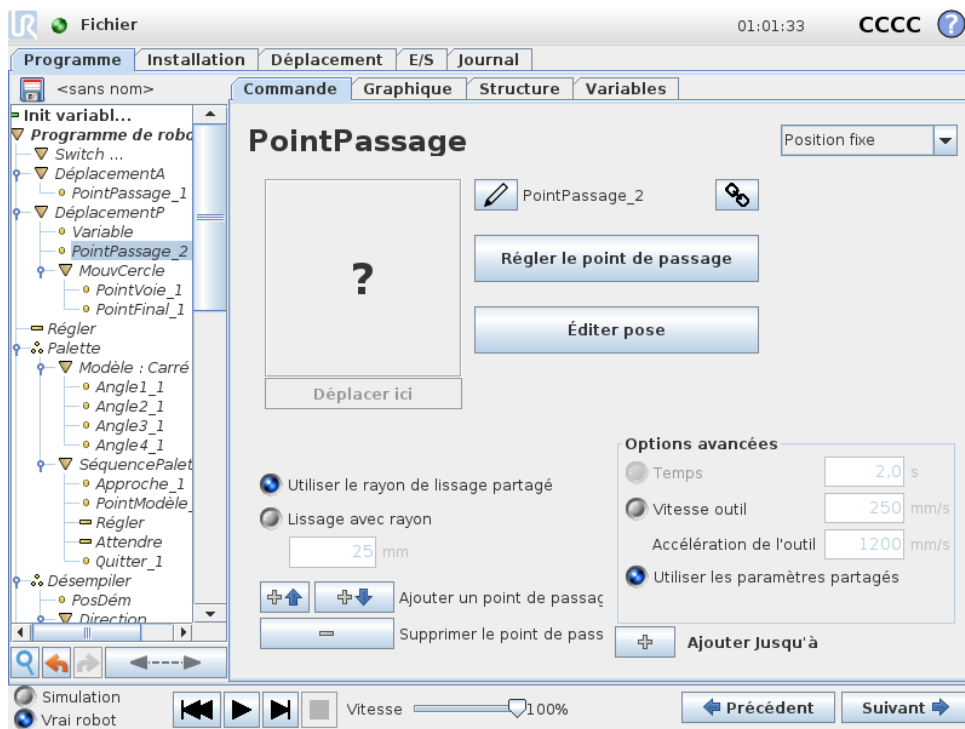 UR Fichier 01:01:33 CCCC ?
Programme Installation Déplacement E/S Journal
<sans nom> Commande Graphique Structure Variables
Init variabl...
Programme de robo
Switch ...
DéplacementA
PointPassage_1
DéplacementP
Variable
PointPassage_2
MouvCercle
PointVoie_1
PointFinal_1
Régler
Palette
Modèle : Carré
Angle1_1
Angle2_1
Angle3_1
Angle4_1
SéquencePalet
Approche_1
PointModèle_
Régler
Attendre
Quitter_1
Désempiler
PosDém
Direction
PointPassage
Position fixe
?
PointPassage_2
Régler le point de passage
Éditer pose
Déplacer ici
Utiliser le rayon de lissage partagé
Lissage avec rayon
25 mm
Ajouter un point de passag
Supprimer le point de pass
Options avancées
Temps 2,0 s
Vitesse outil 250 mm/s
Accélération de l'outil 1200 mm/s
Utiliser les paramètres partagés
Ajouter Jusqu'à
Simulation
Vrai robot
Vitesse 100%
Précédent Suivant